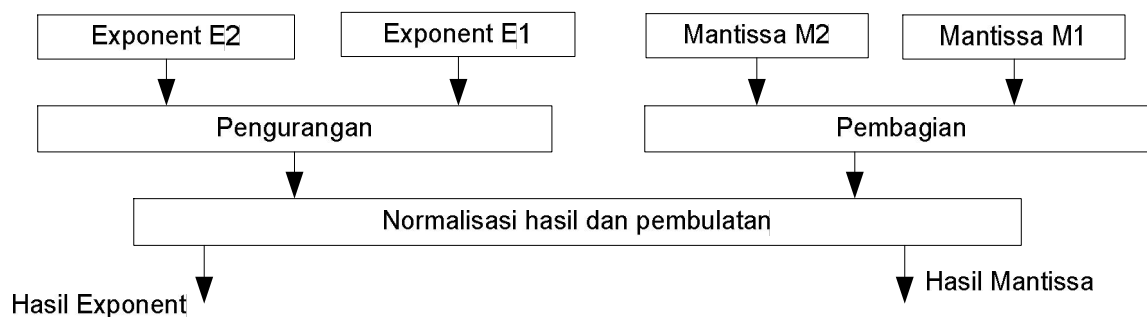 Exponent E2
Exponent E1
Mantissa M2
Mantissa M1
Pengurangan
Pembagian
Normalisasi hasil dan pembulatan
Hasil Exponent
Hasil Mantissa